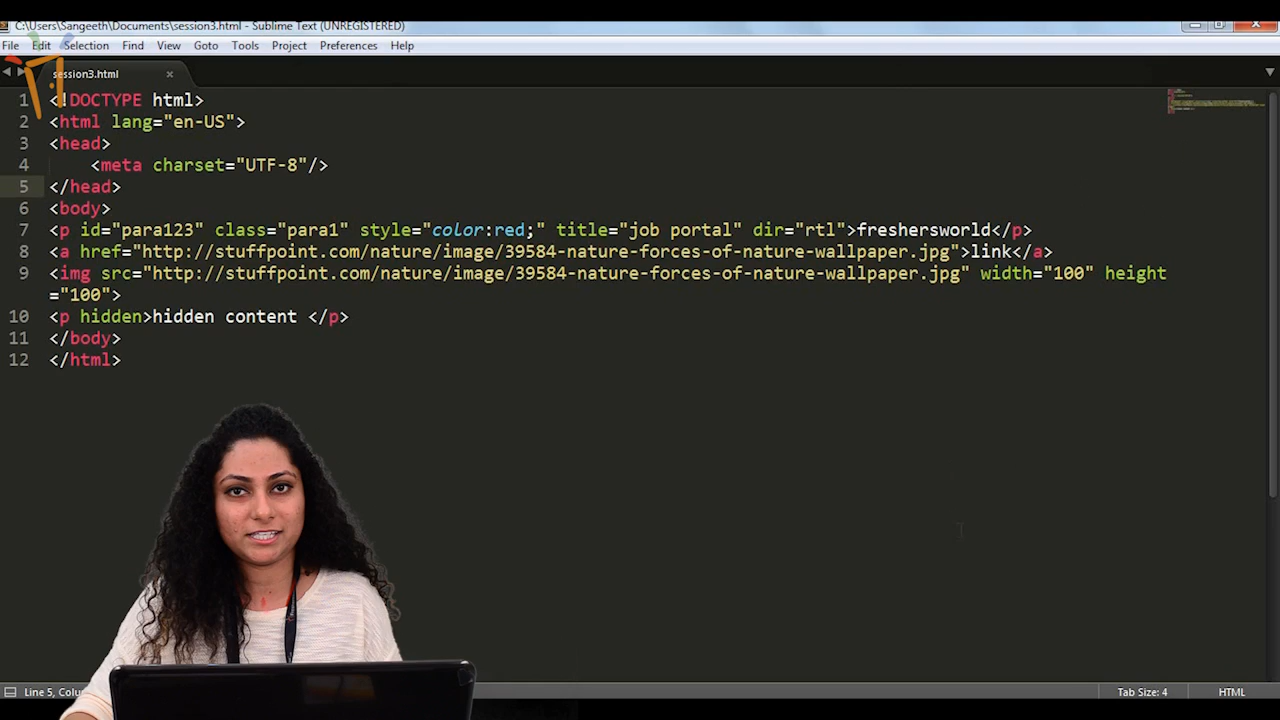 C:\Users\Sangeeth\Documents\session3.html - Sublime Text (UNREGISTERED)
File Edit Selection Find View Goto Tools Project Preferences Help
session3.html ×
1 <!DOCTYPE html>
2 <html lang="en-US">
3 <head>
4 <meta charset="UTF-8"/>
5 </head>
6 <body>
7 <p id="para123" class="para1" style="color:red;" title="job portal" dir="rtl">freshersworld</p>
8 <a href="http://stuffpoint.com/nature/image/39584-nature-forces-of-nature-wallpaper.jpg">link</a>
9 <img src="http://stuffpoint.com/nature/image/39584-nature-forces-of-nature-wallpaper.jpg" width="100" height
="100">
10 <p hidden>hidden content </p>
11 </body>
12 </html>
Line 5, Colu Tab Size: 4 HTML